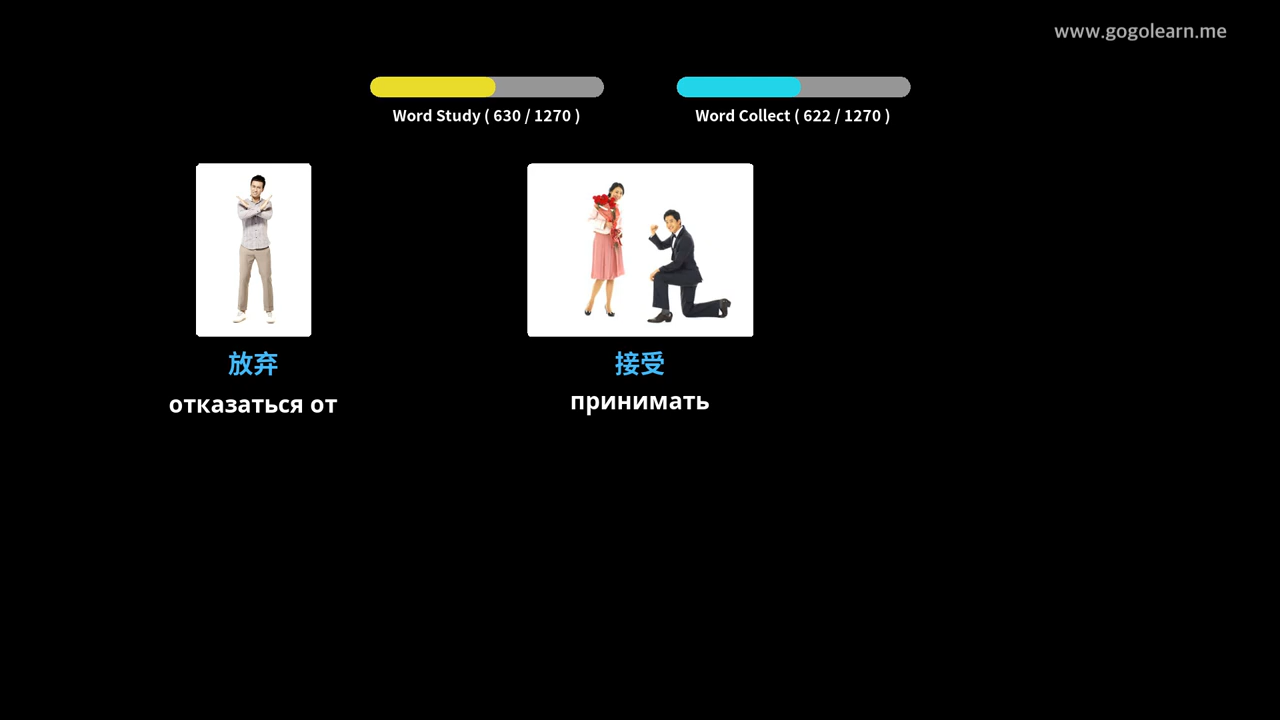 www.gogolearn.me
Word Study ( 630 / 1270 )
Word Collect ( 622 / 1270 )
放弃
отказаться от
接受
принимать